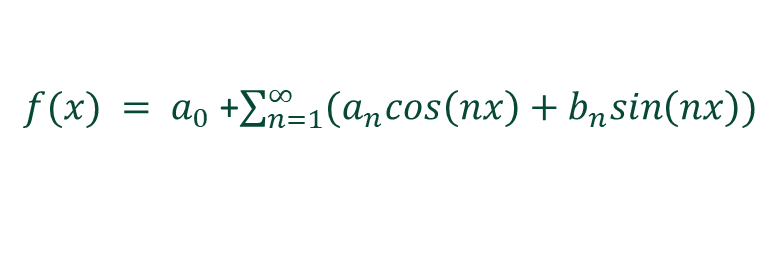 f(x) = a₀ +∑ₙ₌₁^∞(aₙcos(nx) + bₙsin(nx))